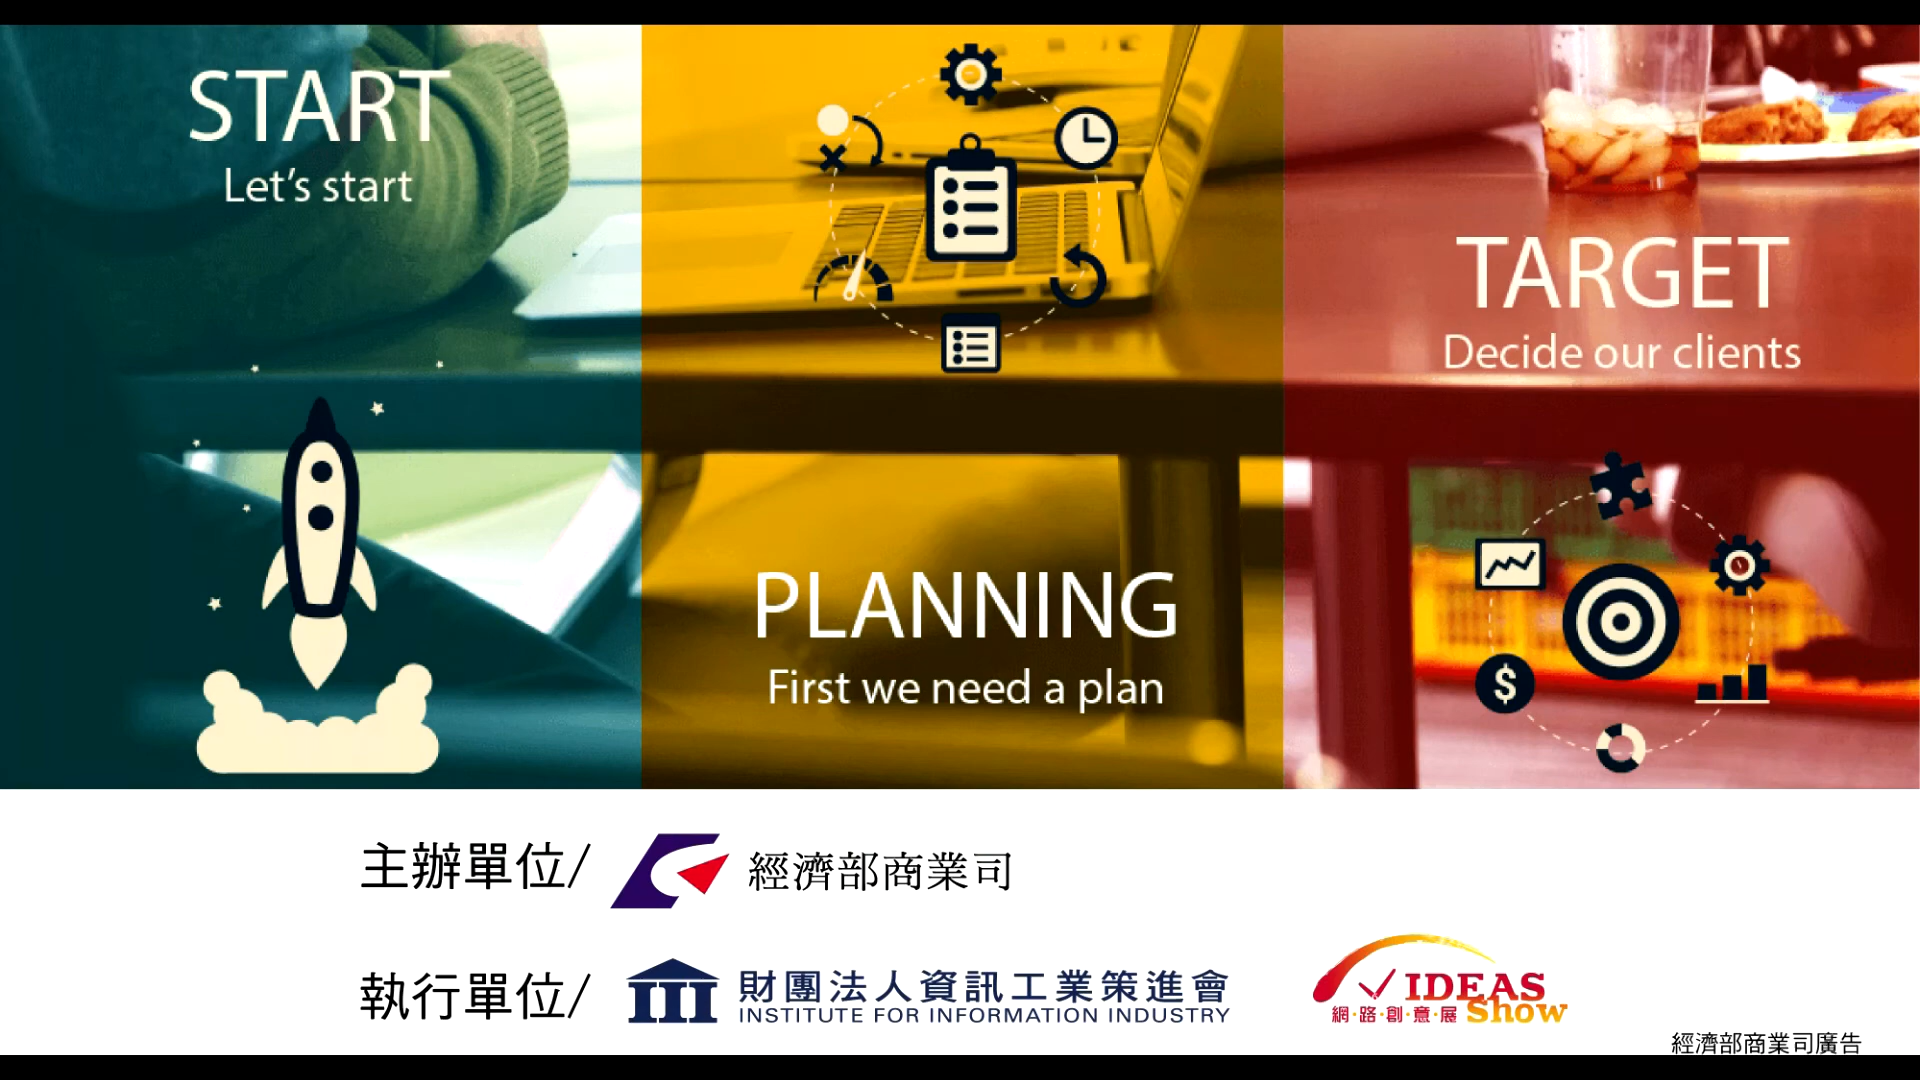 START
Let's start
PLANNING
First we need a plan
TARGET
Decide our clients
$
主辦單位/ 經濟部商業司
執行單位/ 財團法人資訊工業策進會
INSTITUTE FOR INFORMATION INDUSTRY
IDEAS
Show
網·路·創·意·展
經濟部商業司廣告